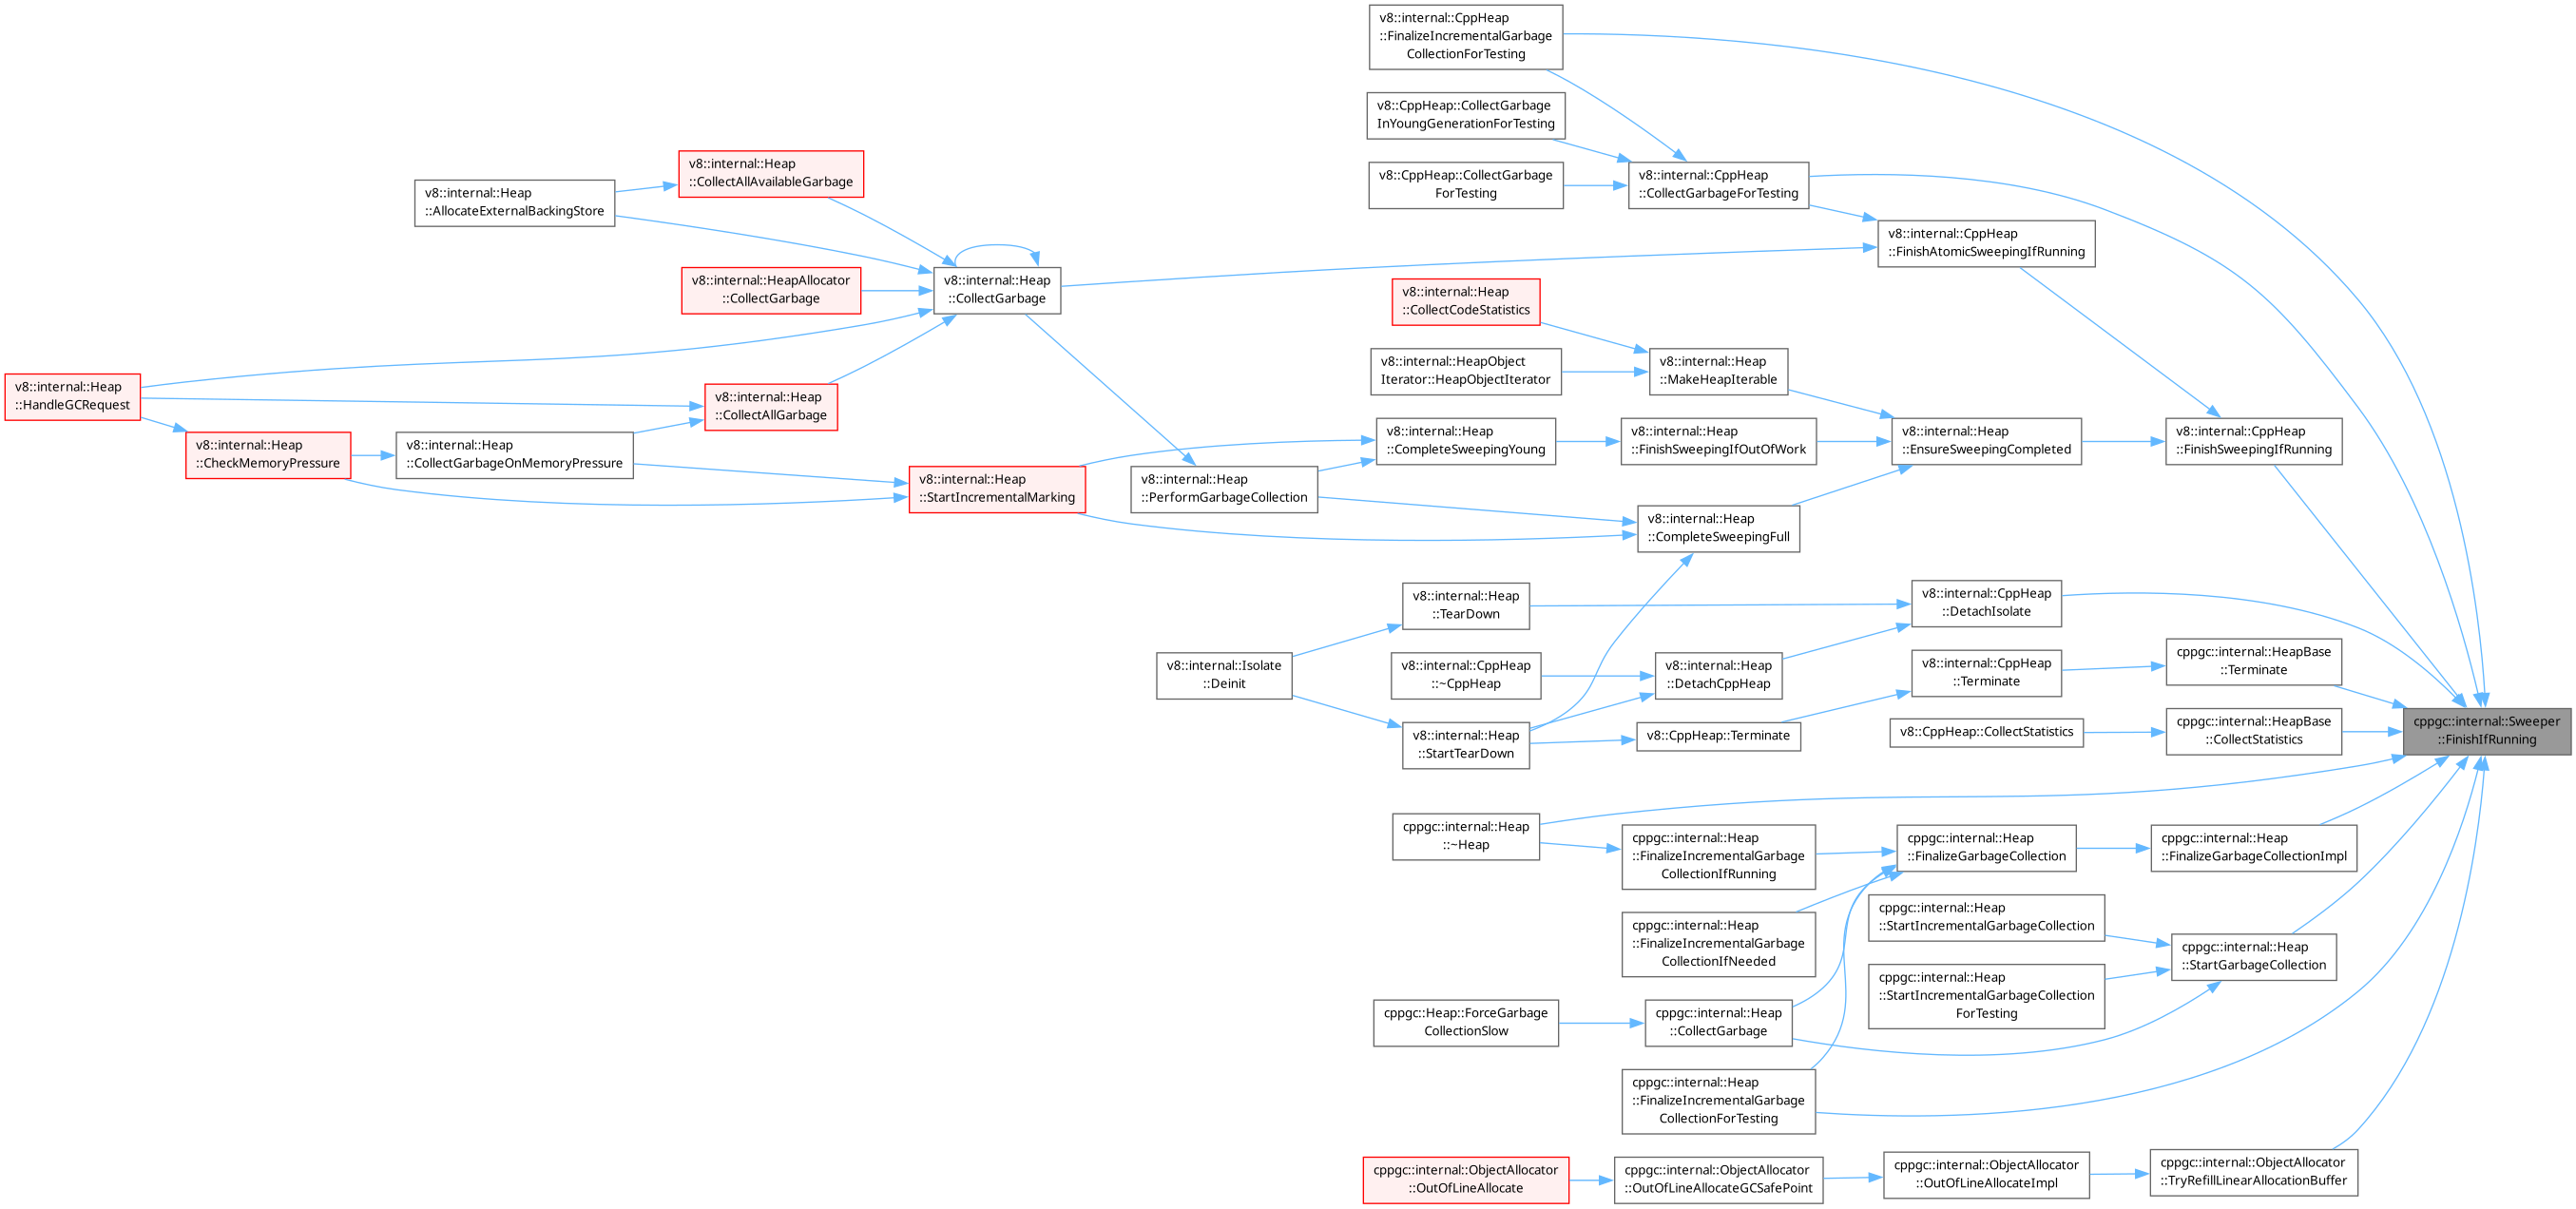 v8::internal::CppHeap
::FinalizeIncrementalGarbage
CollectionForTesting
v8::CppHeap::CollectGarbage
InYoungGenerationForTesting
v8::internal::Heap
::CollectAllAvailableGarbage
v8::internal::Heap
::AllocateExternalBackingStore
v8::CppHeap::CollectGarbage
ForTesting
v8::internal::CppHeap
::CollectGarbageForTesting
v8::internal::CppHeap
::FinishAtomicSweepingIfRunning
v8::internal::HeapAllocator
::CollectGarbage
v8::internal::Heap
::CollectGarbage
v8::internal::Heap
::CollectCodeStatistics
v8::internal::HeapObject
Iterator::HeapObjectIterator
v8::internal::Heap
::MakeHeapIterable
v8::internal::Heap
::HandleGCRequest
v8::internal::Heap
::CollectAllGarbage
v8::internal::Heap
::CheckMemoryPressure
v8::internal::Heap
::CollectGarbageOnMemoryPressure
v8::internal::Heap
::CompleteSweepingYoung
v8::internal::Heap
::FinishSweepingIfOutOfWork
v8::internal::Heap
::EnsureSweepingCompleted
v8::internal::CppHeap
::FinishSweepingIfRunning
v8::internal::Heap
::StartIncrementalMarking
v8::internal::Heap
::PerformGarbageCollection
v8::internal::Heap
::CompleteSweepingFull
v8::internal::Heap
::TearDown
v8::internal::CppHeap
::DetachIsolate
v8::internal::Isolate
::Deinit
v8::internal::CppHeap
::~CppHeap
v8::internal::Heap
::DetachCppHeap
v8::internal::CppHeap
::Terminate
cppgc::internal::HeapBase
::Terminate
v8::internal::Heap
::StartTearDown
v8::CppHeap::Terminate
v8::CppHeap::CollectStatistics
cppgc::internal::HeapBase
::CollectStatistics
cppgc::internal::Sweeper
::FinishIfRunning
cppgc::internal::Heap
::~Heap
cppgc::internal::Heap
::FinalizeIncrementalGarbage
CollectionIfRunning
cppgc::internal::Heap
::FinalizeGarbageCollection
cppgc::internal::Heap
::FinalizeGarbageCollectionImpl
cppgc::internal::Heap
::FinalizeIncrementalGarbage
CollectionIfNeeded
cppgc::internal::Heap
::StartIncrementalGarbageCollection
cppgc::internal::Heap
::StartGarbageCollection
cppgc::internal::Heap
::StartIncrementalGarbageCollection
ForTesting
cppgc::Heap::ForceGarbage
CollectionSlow
cppgc::internal::Heap
::CollectGarbage
cppgc::internal::Heap
::FinalizeIncrementalGarbage
CollectionForTesting
cppgc::internal::ObjectAllocator
::OutOfLineAllocate
cppgc::internal::ObjectAllocator
::OutOfLineAllocateGCSafePoint
cppgc::internal::ObjectAllocator
::OutOfLineAllocateImpl
cppgc::internal::ObjectAllocator
::TryRefillLinearAllocationBuffer